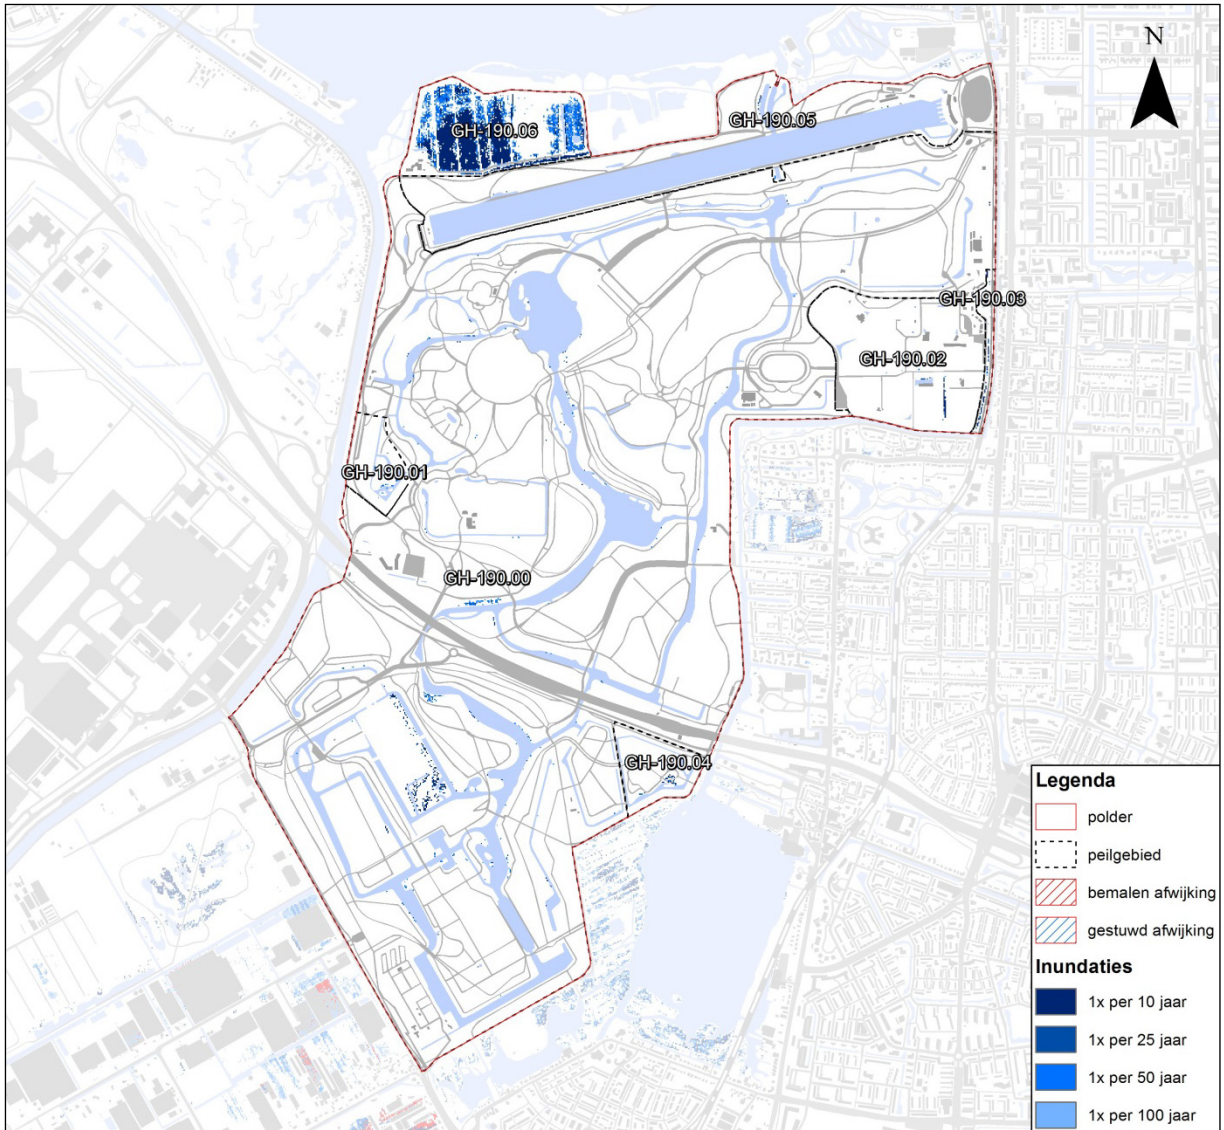 N
GH-190.06
GH-190.05
GH-190.03
GH-190.02
GH-190.01
GH-190.00
GH-190.04
Legenda
polder
peilgebied
bemalen afwijking
gestuwd afwijking
Inundaties
1x per 10 jaar
1x per 25 jaar
1x per 50 jaar
1x per 100 jaar